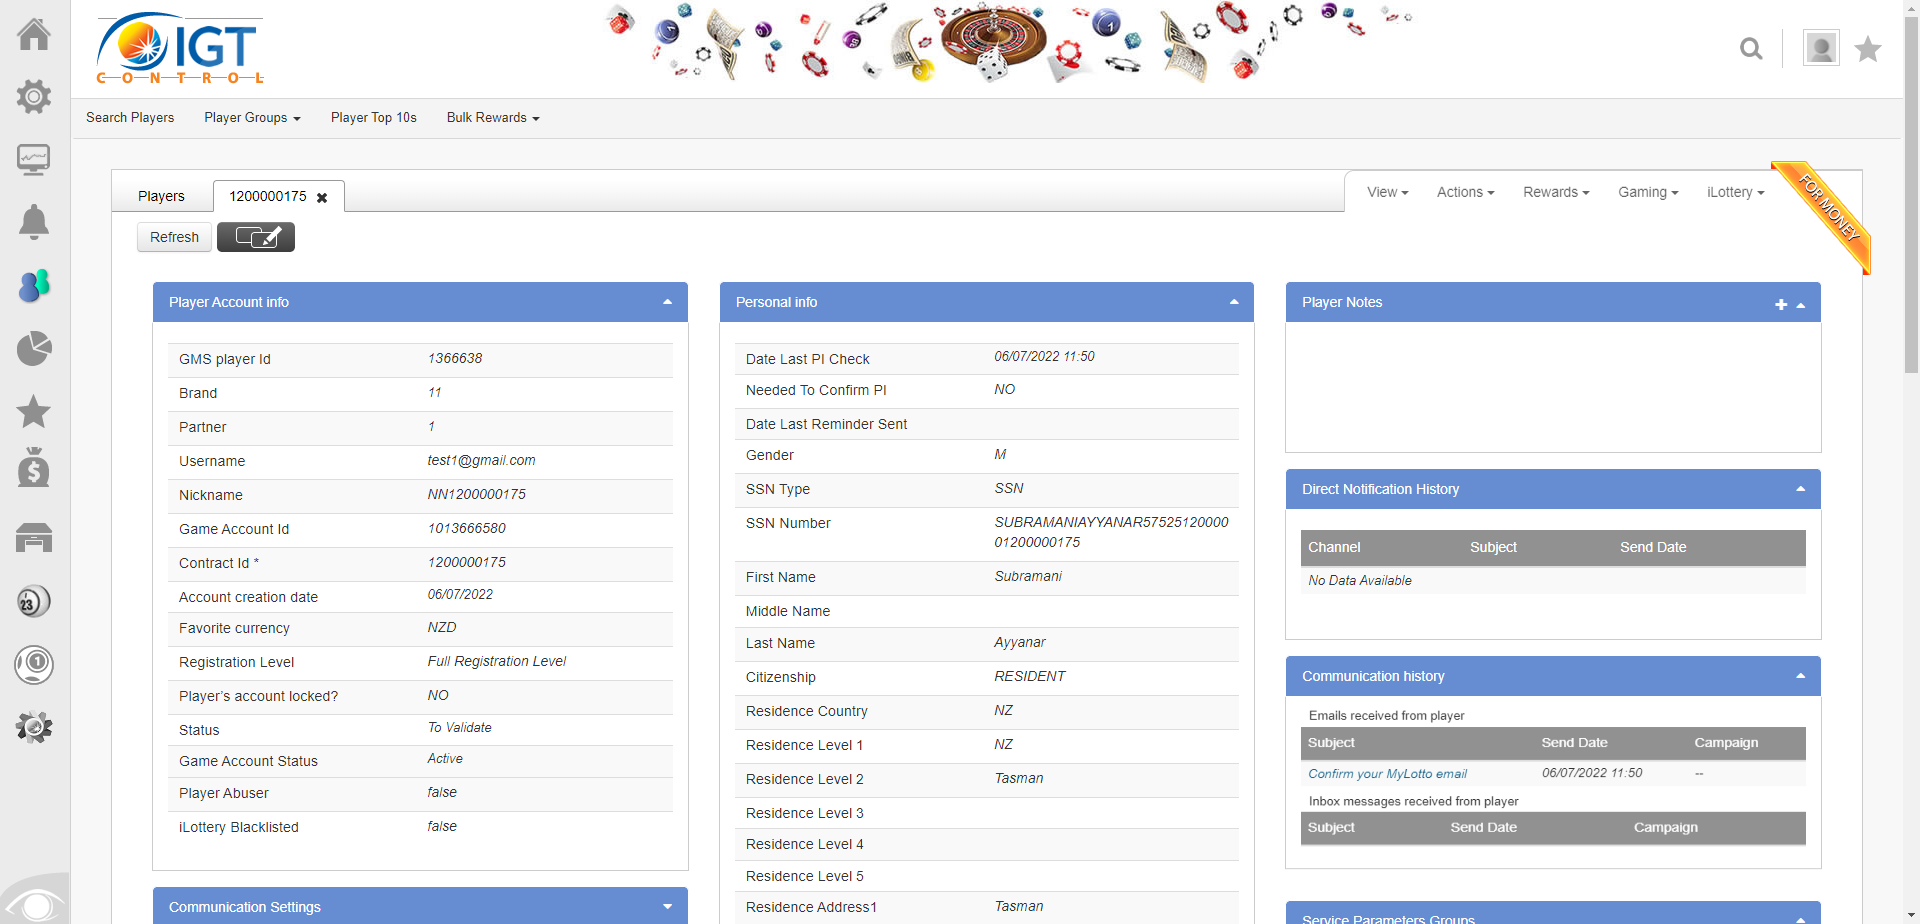 IGT
CONTROL
Search Players
Player Groups
Player Top 10s
Bulk Rewards
Players
1200000175
View
Actions
Rewards
Gaming
iLottery
FOR MONEY
Refresh
Player Account info
GMS player Id 1366638
Brand 11
Partner 1
Username test1@gmail.com
Nickname NN1200000175
Game Account Id 1013666580
Contract Id * 1200000175
Account creation date 06/07/2022
Favorite currency NZD
Registration Level Full Registration Level
Player's account locked? NO
Status To Validate
Game Account Status Active
Player Abuser false
iLottery Blacklisted false
Communication Settings
Personal info
Date Last PI Check 06/07/2022 11:50
Needed To Confirm PI NO
Date Last Reminder Sent
Gender M
SSN Type SSN
SSN Number SUBRAMANIAYYANAR57525120000
01200000175
First Name Subramani
Middle Name
Last Name Ayyanar
Citizenship RESIDENT
Residence Country NZ
Residence Level 1 NZ
Residence Level 2 Tasman
Residence Level 3
Residence Level 4
Residence Level 5
Residence Address1 Tasman
Player Notes
Direct Notification History
Channel Subject Send Date
No Data Available
Communication history
Emails received from player
Subject Send Date Campaign
Confirm your MyLotto email 06/07/2022 11:50 --
Inbox messages received from player
Subject Send Date Campaign
Service Parameters Groups
23
1